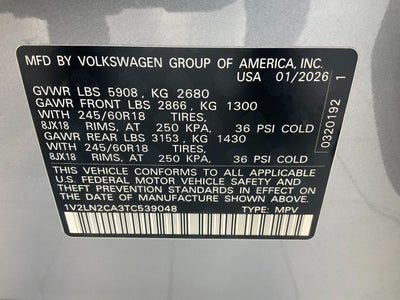 MFD BY VOLKSWAGEN GROUP OF AMERICA, INC.
USA 01/2026
GVWR LBS 5908 , KG 2680
GAWR FRONT LBS 2866 , KG 1300
WITH 245/60R18 TIRES,
8JX18 RIMS, AT 250 KPA, 36 PSI COLD
GAWR REAR LBS 3153 , KG 1430
WITH 245/60R18 TIRES,
8JX18 RIMS, AT 250 KPA, 36 PSI COLD
THIS VEHICLE CONFORMS TO ALL APPLICABLE
U.S. FEDERAL MOTOR VEHICLE SAFETY AND
THEFT PREVENTION STANDARDS IN EFFECT ON
THE DATE OF MANUFACTURE SHOWN ABOVE.
1V2LN2CA3TC539048 TYPE: MPV
0320192 1